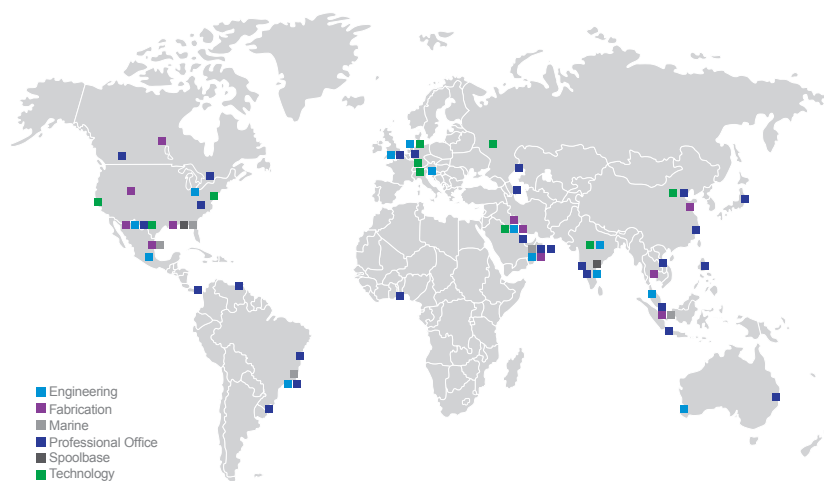 Engineering
Fabrication
Marine
Professional Office
Spoolbase
Technology